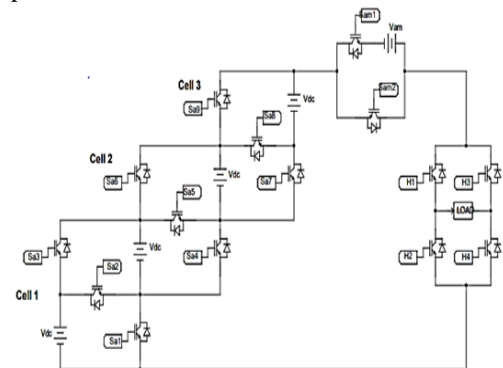 Sam1
Vam
Cell 3
Sa9
Vdc
Sam2
Sa8
Cell 2
Sa6
Vdc
Sa7
H1
H3
Sa5
LOAD
Sa3
Vdc
Sa4
H2
H4
Sa2
Cell 1
Vdc
Sa1